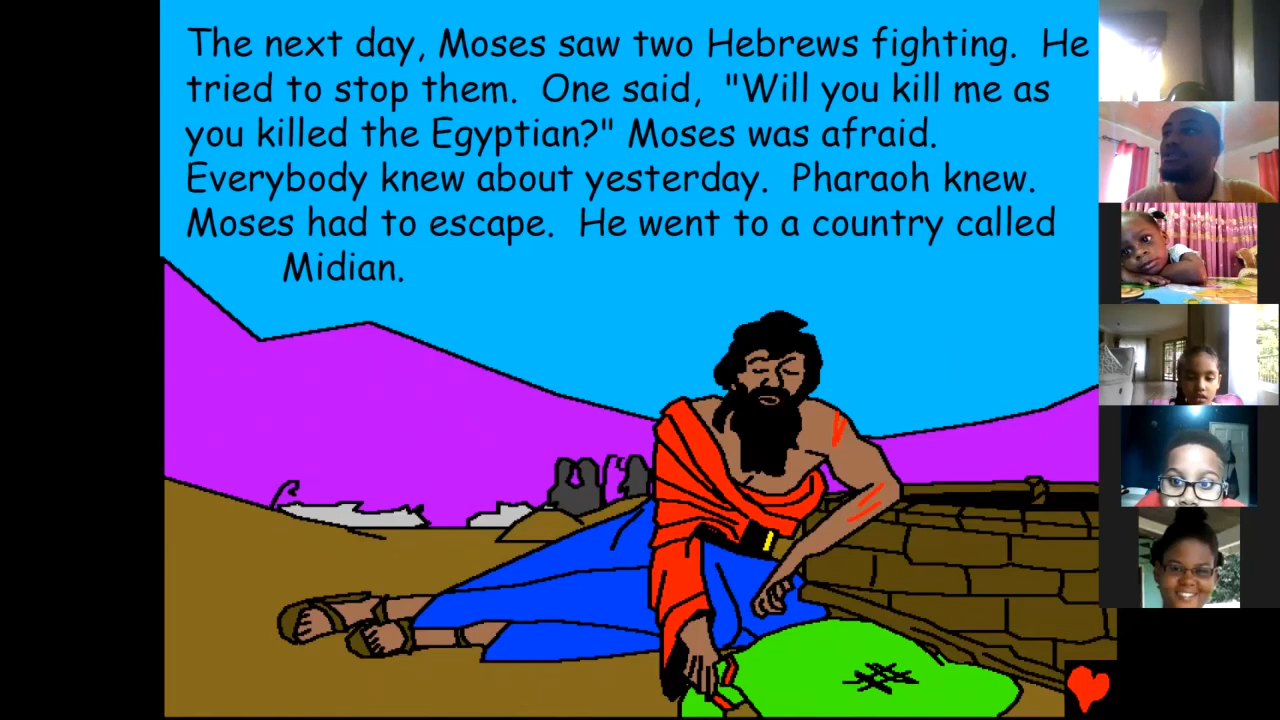 The next day, Moses saw two Hebrews fighting. He
tried to stop them. One said, "Will you kill me as
you killed the Egyptian?" Moses was afraid.
Everybody knew about yesterday. Pharaoh knew.
Moses had to escape. He went to a country called
Midian.